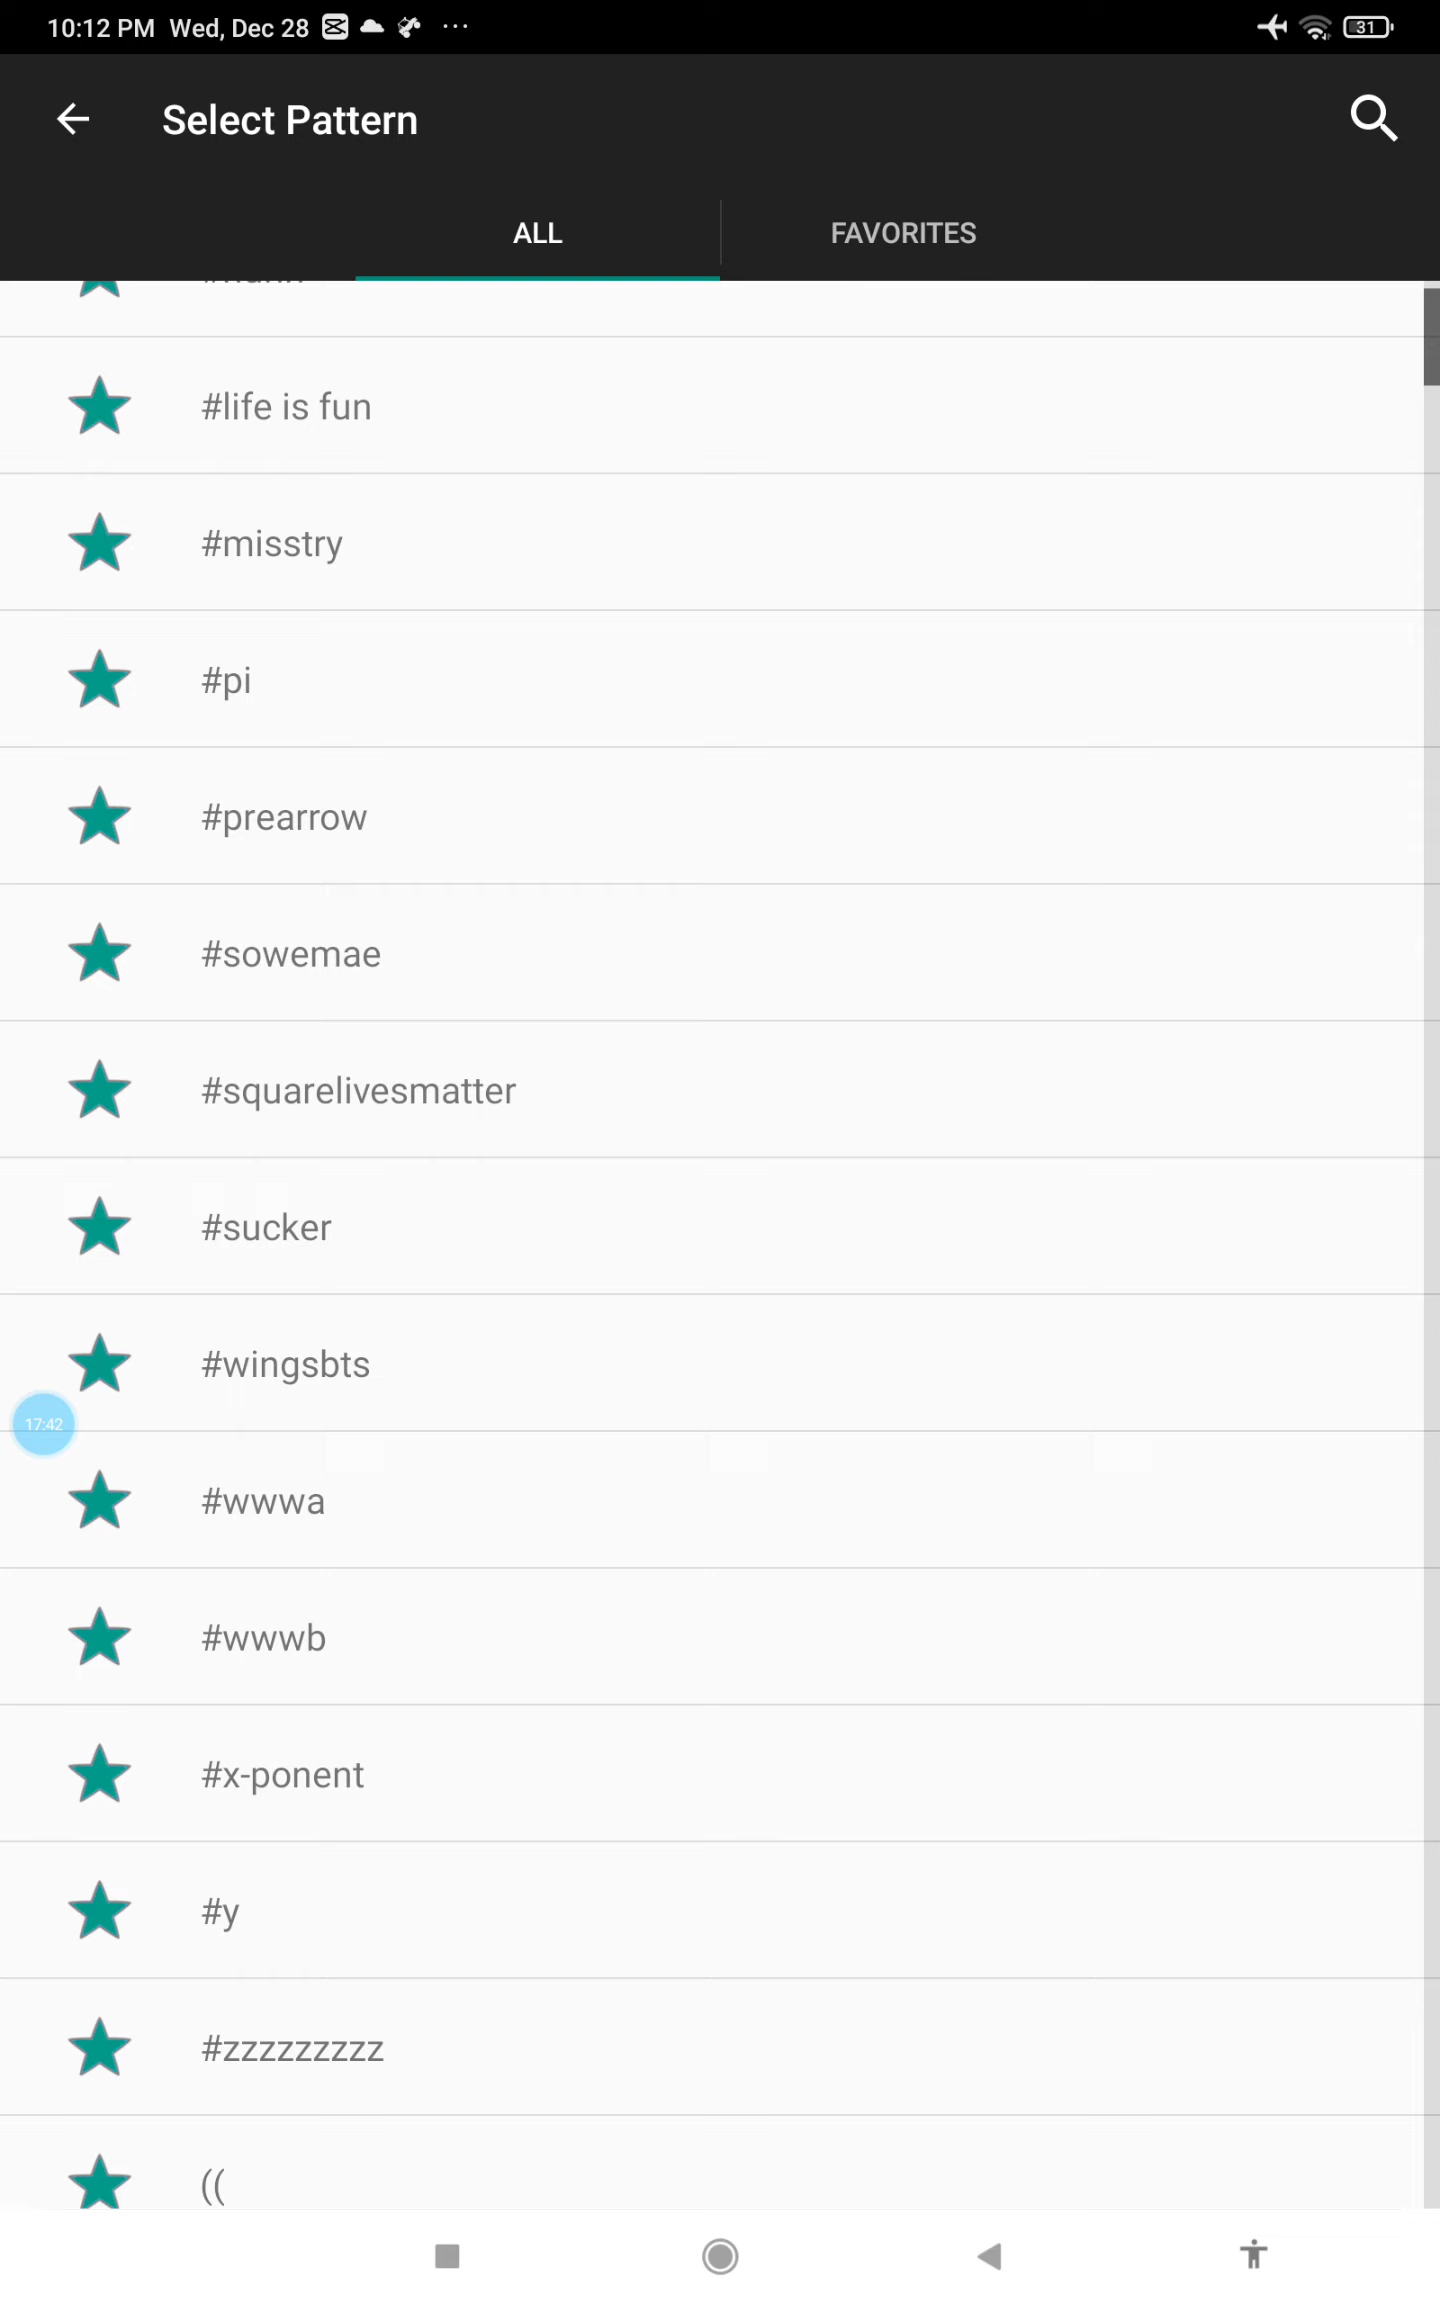 10:12 PM Wed, Dec 28
31
Select Pattern
ALL
FAVORITES
#life is fun
#misstry
#pi
#prearrow
#sowemae
#squarelivesmatter
#sucker
#wingsbts
17:42
#wwwa
#wwwb
#x-ponent
#y
#zzzzzzzzz
((